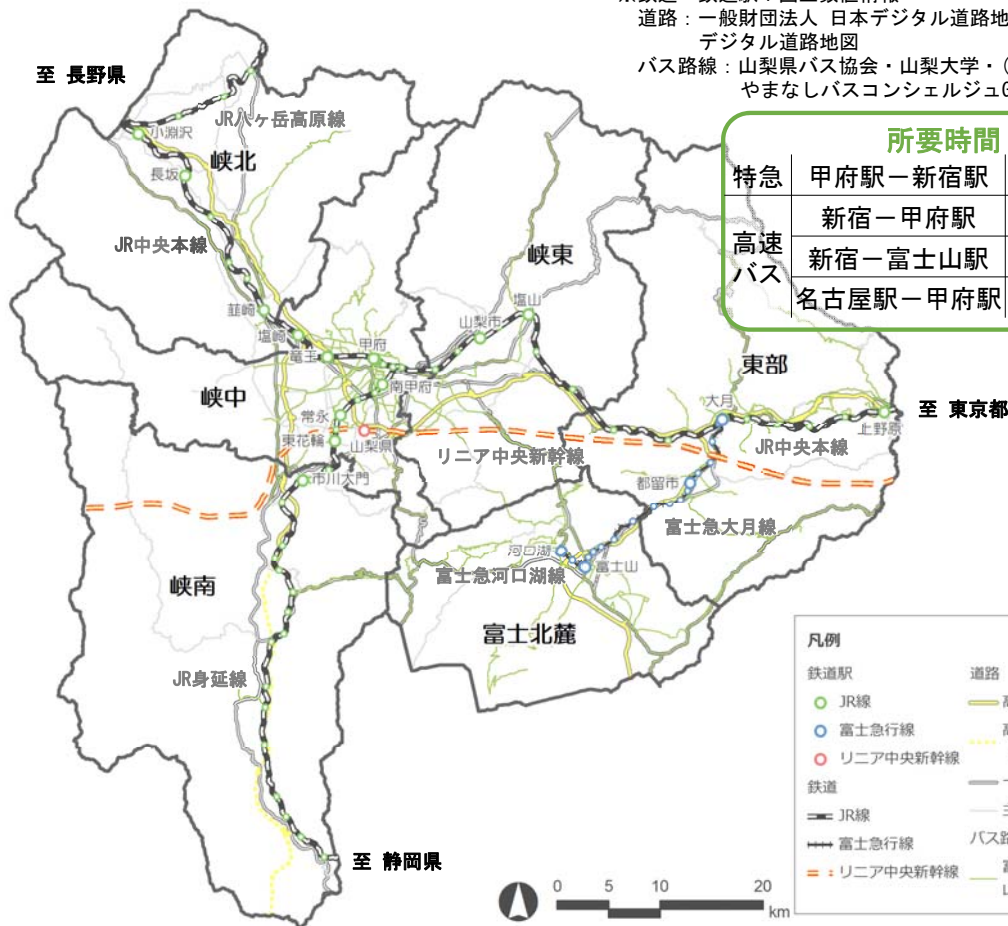 道路：一般財団法人 日本デジタル道路地
デジタル道路地図
バス路線：山梨県バス協会・山梨大学・（
やまなしバスコンシェルジュG
所要時間
特急 甲府駅－新宿駅
高速バス
新宿－甲府駅
新宿－富士山駅
名古屋駅－甲府駅
至 長野県
JR八ヶ岳高原線
小淵沢
峡北
長坂
JR中央本線
峡東
韮崎
塩崎
竜王
甲府
山梨市
塩山
南甲府
東部
峡中
常永
東花輪
山梨県
リニア中央新幹線
大月
JR中央本線
上野原
至 東京都
市川大門
都留市
富士急大月線
河口湖
富士急河口湖線
富士山
峡南
富士北麓
JR身延線
至 静岡県
0 5 10 20
km
凡例
鉄道駅
JR線
富士急行線
リニア中央新幹線
鉄道
JR線
富士急行線
リニア中央新幹線
道路
高
高
一
主
バス路
富
山